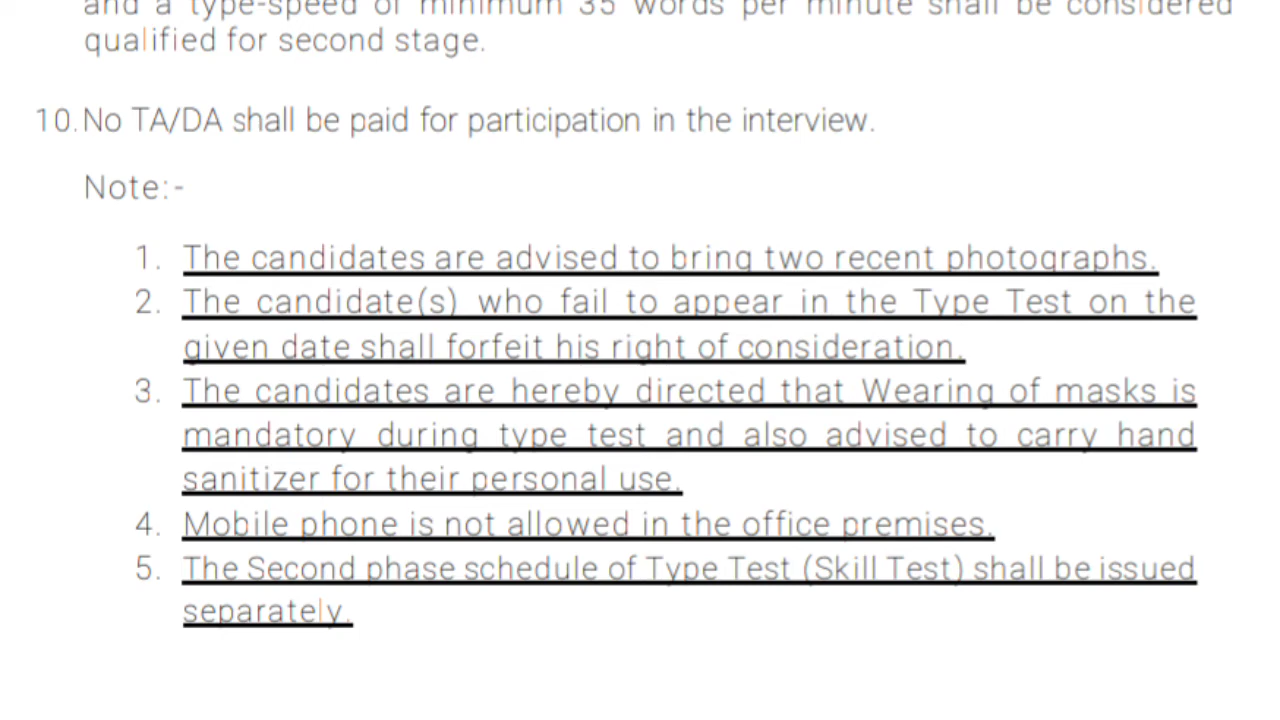 and a type-speed of minimum 35 words per minute shall be considered
qualified for second stage.
10. No TA/DA shall be paid for participation in the interview.
Note:-
1. The candidates are advised to bring two recent photographs.
2. The candidate(s) who fail to appear in the Type Test on the
given date shall forfeit his right of consideration.
3. The candidates are hereby directed that Wearing of masks is
mandatory during type test and also advised to carry hand
sanitizer for their personal use.
4. Mobile phone is not allowed in the office premises.
5. The Second phase schedule of Type Test (Skill Test) shall be issued
separately.